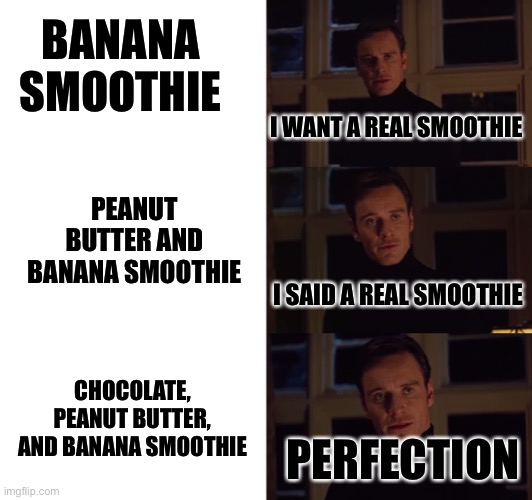 BANANA
SMOOTHIE
I WANT A REAL SMOOTHIE
PEANUT
BUTTER AND
BANANA SMOOTHIE
I SAID A REAL SMOOTHIE
CHOCOLATE,
PEANUT BUTTER,
AND BANANA SMOOTHIE
PERFECTION
imgflip.com